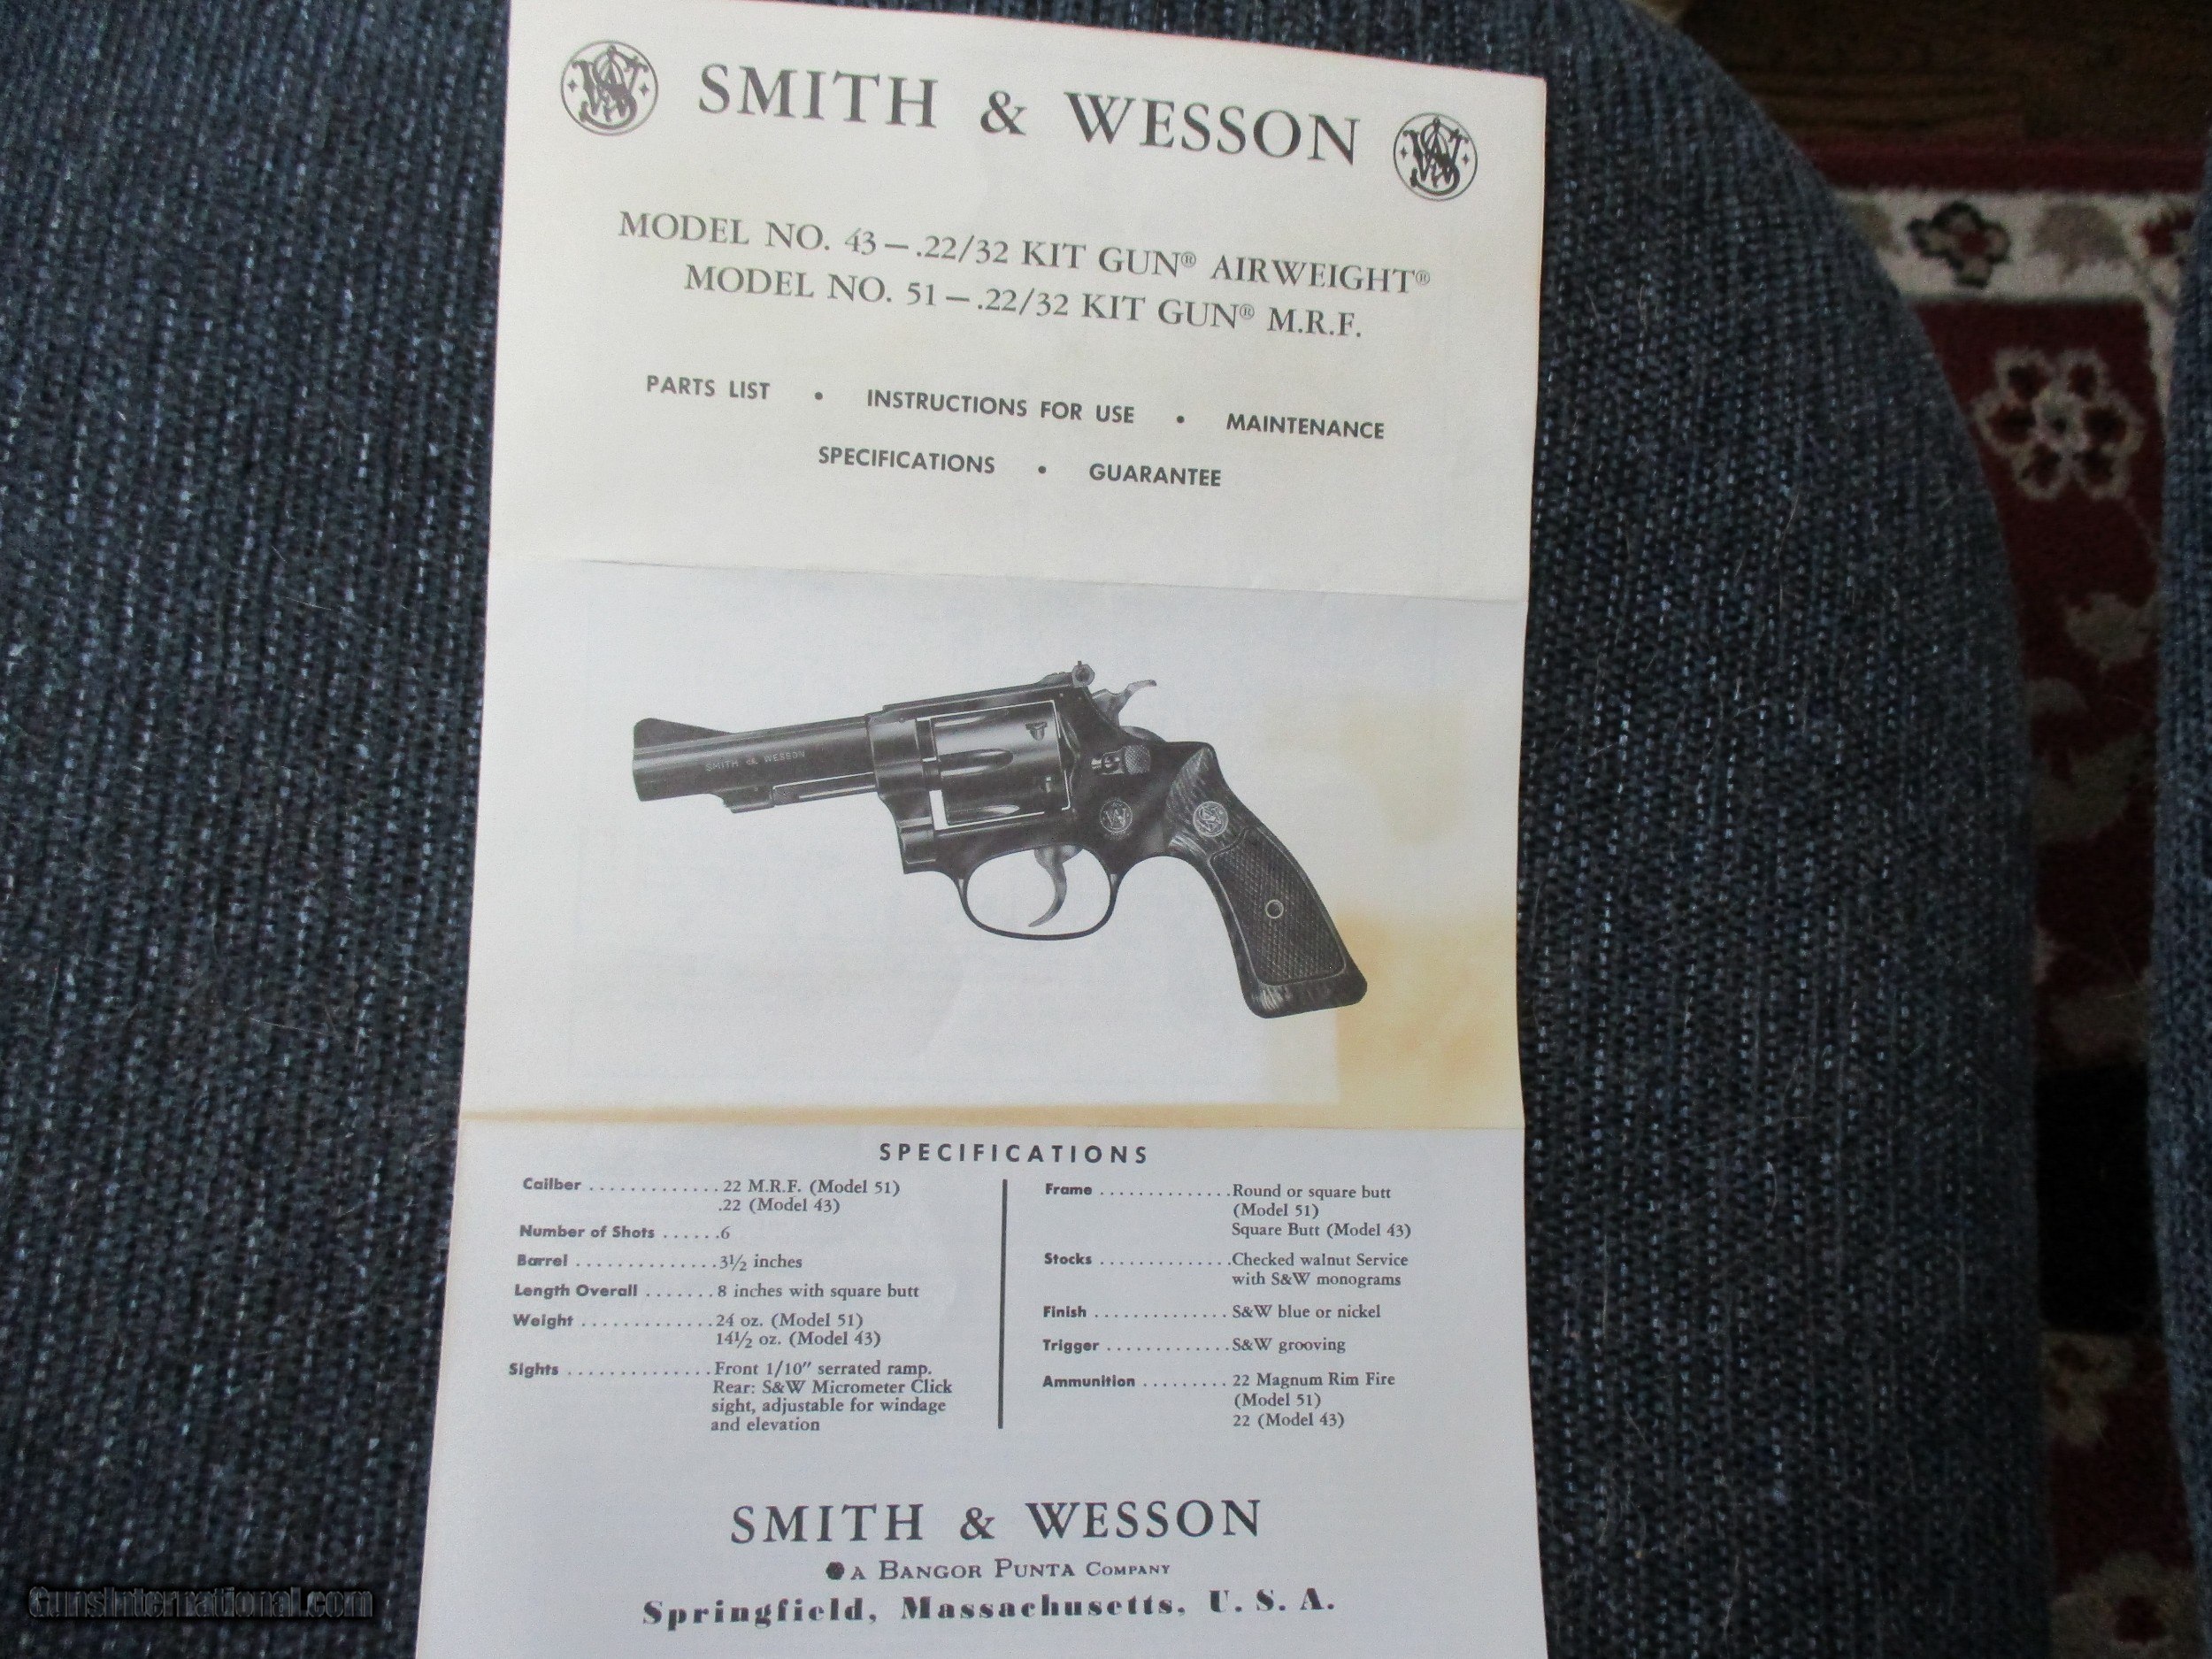 SMITH & WESSON
MODEL NO. 43 — .22/32 KIT GUN® AIRWEIGHT®
MODEL NO. 51 — .22/32 KIT GUN® M.R.F.
PARTS LIST • INSTRUCTIONS FOR USE • MAINTENANCE
SPECIFICATIONS • GUARANTEE
SMITH & WESSON
SPECIFICATIONS
Cailber .............22 M.R.F. (Model 51)
.22 (Model 43)
Number of Shots ......6
Barrel ..............3½ inches
Length Overall .......8 inches with square butt
Weight .............24 oz. (Model 51)
14½ oz. (Model 43)
Sights ..............Front 1/10" serrated ramp.
Rear: S&W Micrometer Click
sight, adjustable for windage
and elevation
Frame ..............Round or square butt
(Model 51)
Square Butt (Model 43)
Stocks ..............Checked walnut Service
with S&W monograms
Finish ..............S&W blue or nickel
Trigger .............S&W grooving
Ammunition .........22 Magnum Rim Fire
(Model 51)
22 (Model 43)
SMITH & WESSON
A BANGOR PUNTA COMPANY
Springfield, Massachusetts, U. S. A.
GunsInternational.com